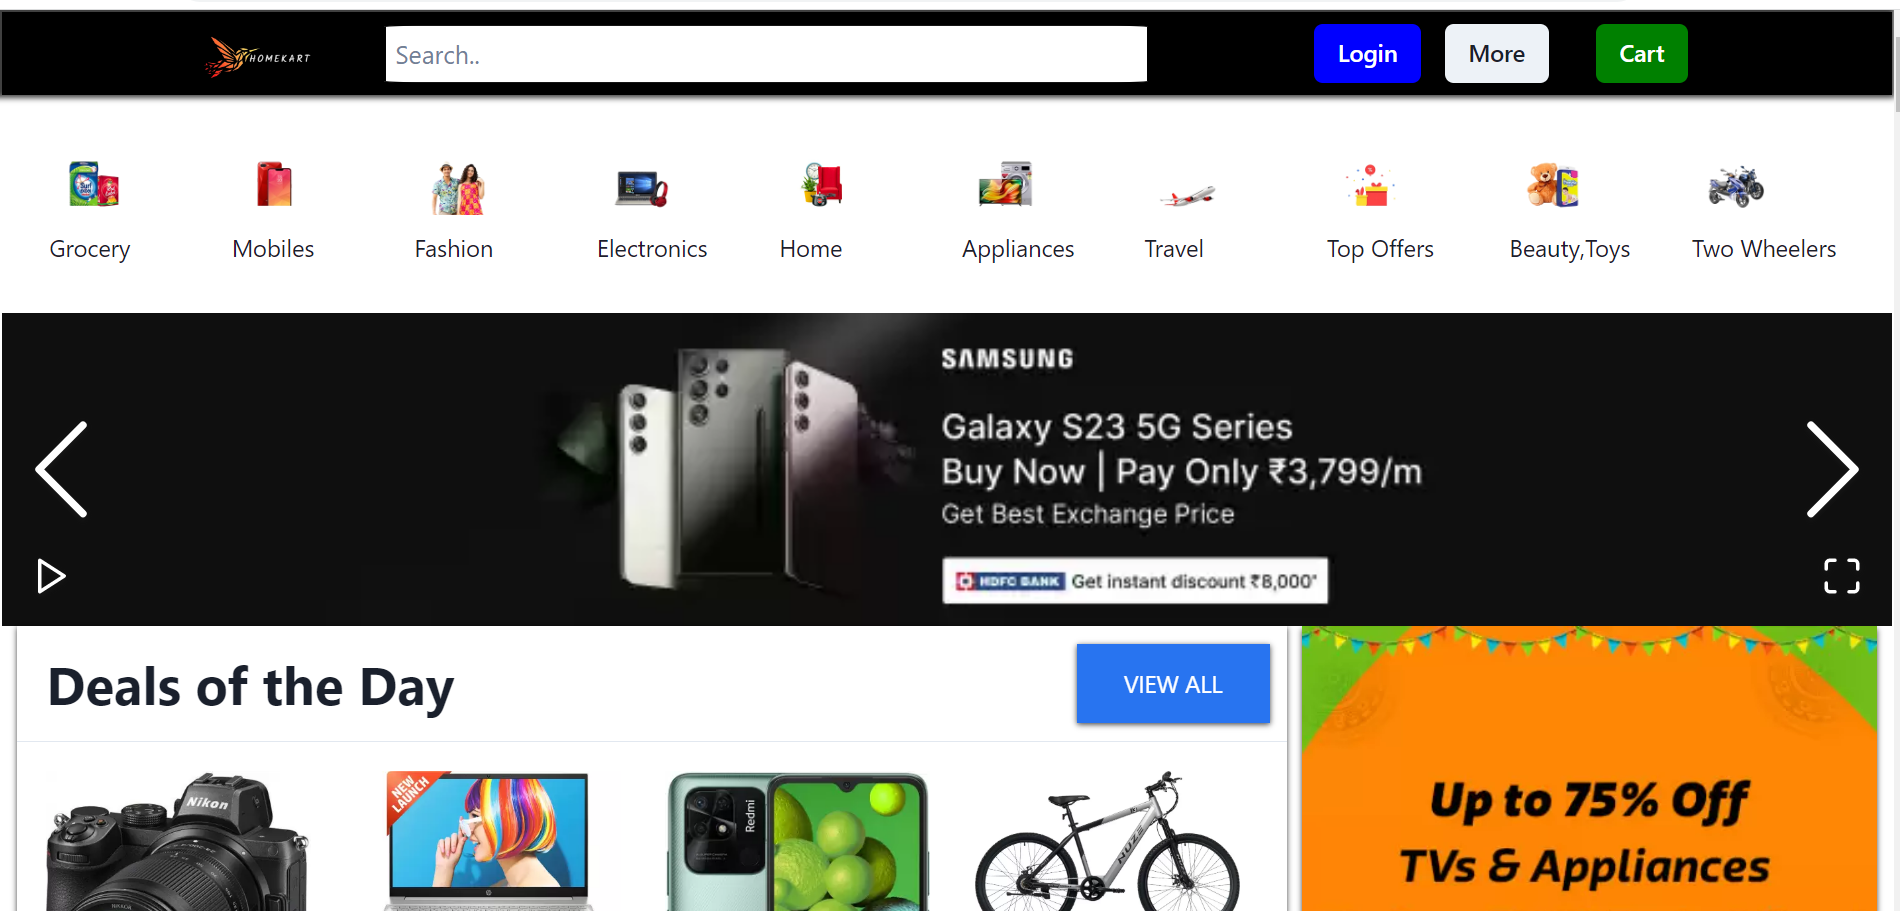 HOMEKART
Search..
Login
More
Cart
Grocery
Mobiles
Fashion
Electronics
Home
Appliances
Travel
Top Offers
Beauty,Toys
Two Wheelers
SAMSUNG
Galaxy S23 5G Series
Buy Now | Pay Only ₹3,799/m
Get Best Exchange Price
HDFC BANK Get instant discount ₹8,000*
Deals of the Day
VIEW ALL
Nikon
NEW
LAUNCH
Redmi
NUZE
Up to 75% Off
TVs & Appliances